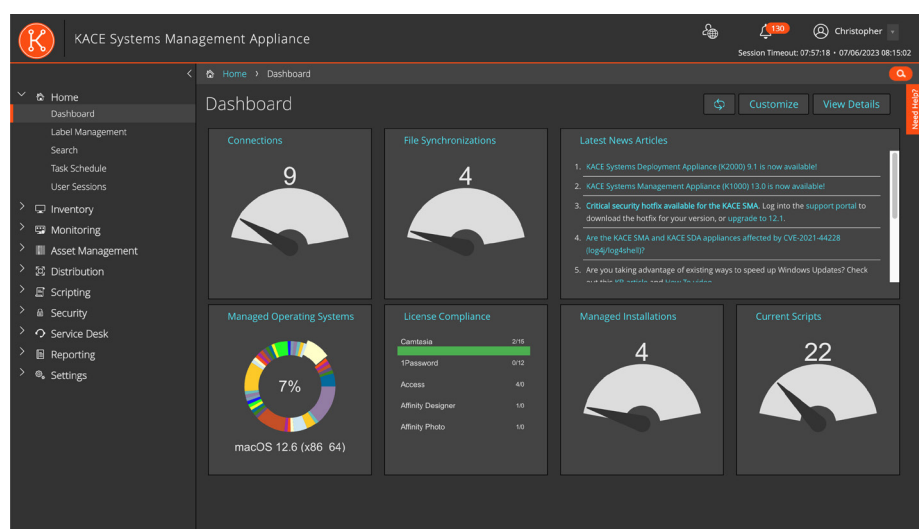 KACE Systems Management Appliance
130
Christopher
Session Timeout: 07:57:18 • 07/06/2023 08:15:02
Home
Dashboard
Label Management
Search
Task Schedule
User Sessions
Inventory
Monitoring
Asset Management
Distribution
Scripting
Security
Service Desk
Reporting
Settings
Home › Dashboard
Need Help?
Dashboard
Customize
View Details
Connections
9
File Synchronizations
4
Latest News Articles
1. KACE Systems Deployment Appliance (K2000) 9.1 is now available!
2. KACE Systems Management Appliance (K1000) 13.0 is now available!
3. Critical security hotfix available for the KACE SMA. Log into the support portal to
download the hotfix for your version, or upgrade to 12.1.
4. Are the KACE SMA and KACE SDA appliances affected by CVE-2021-44228
(log4j/log4shell)?
5. Are you taking advantage of existing ways to speed up Windows Updates? Check
out this KB article and How-To video
Managed Operating Systems
7%
macOS 12.6 (x86 64)
License Compliance
Camtasia 2/16
1Password 0/12
Access 4/0
Affinity Designer 1/0
Affinity Photo 1/0
Managed Installations
4
Current Scripts
22